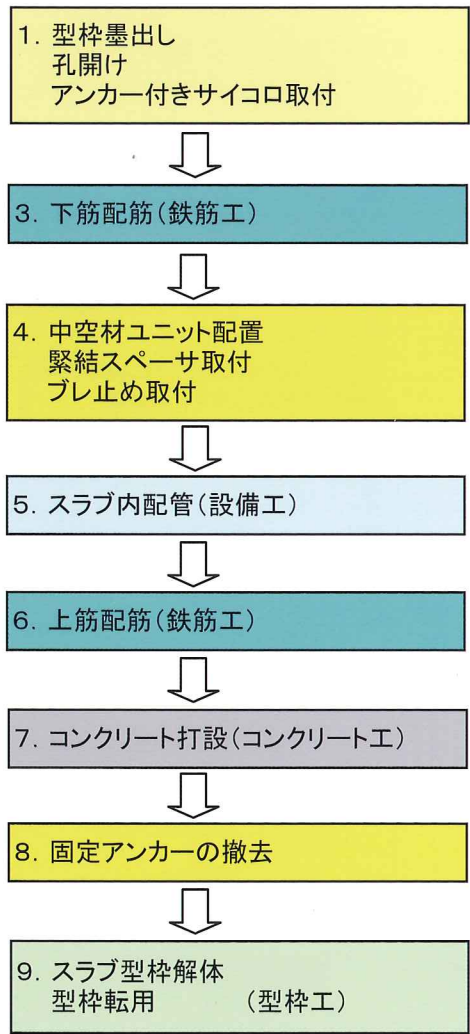 1. 型枠墨出し
孔開け
アンカー付きサイコロ取付
3. 下筋配筋(鉄筋工)
4. 中空材ユニット配置
緊結スペーサ取付
ブレ止め取付
5. スラブ内配管(設備工)
6. 上筋配筋(鉄筋工)
7. コンクリート打設(コンクリート工)
8. 固定アンカーの撤去
9. スラブ型枠解体
型枠転用 (型枠工)